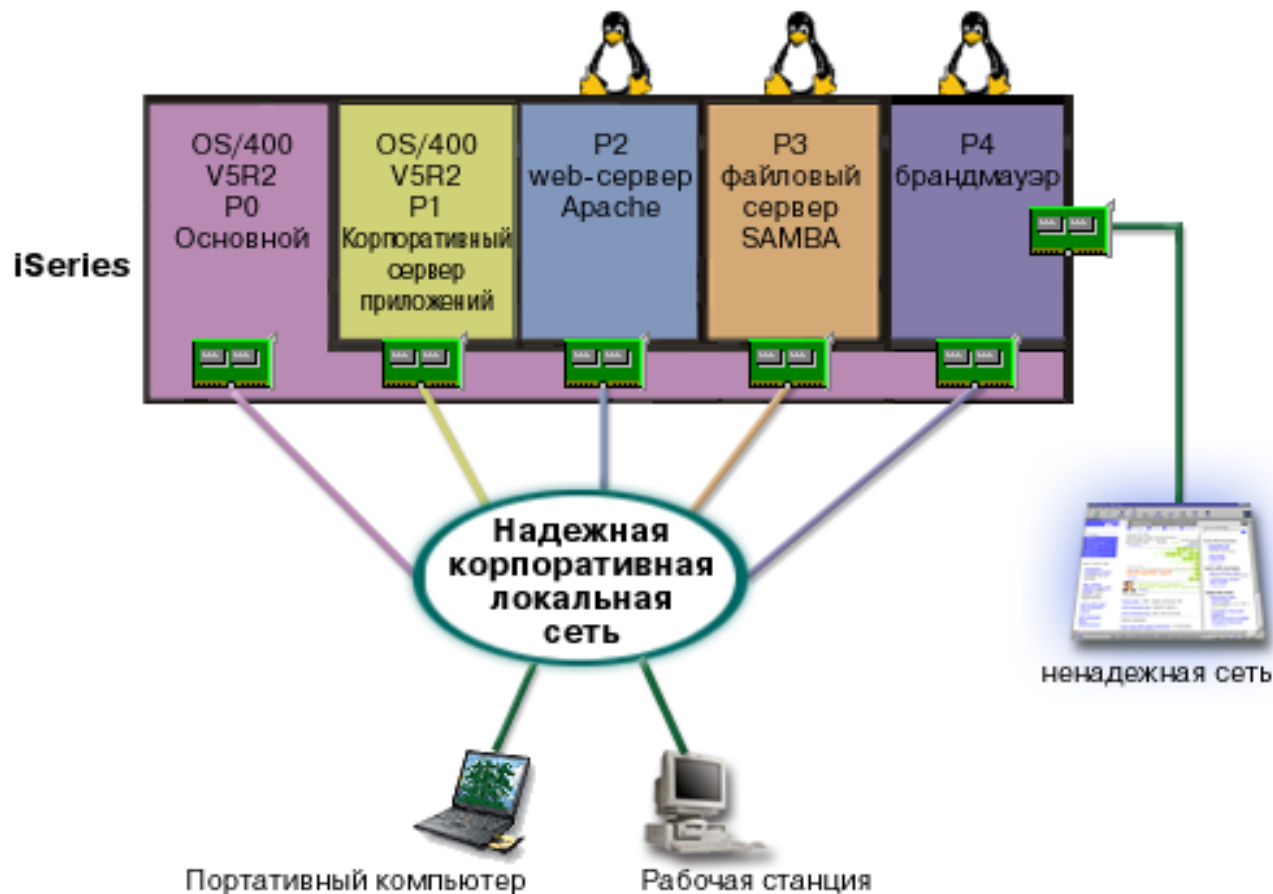 OS/400
V5R2
P0
Основной
OS/400
V5R2
P1
Корпоративный
сервер
приложений
P2
web-сервер
Apache
P3
файловый
сервер
SAMBA
P4
брандмауэр
iSeries
Надежная
корпоративная
локальная
сеть
ненадежная сеть
Портативный компьютер
Рабочая станция